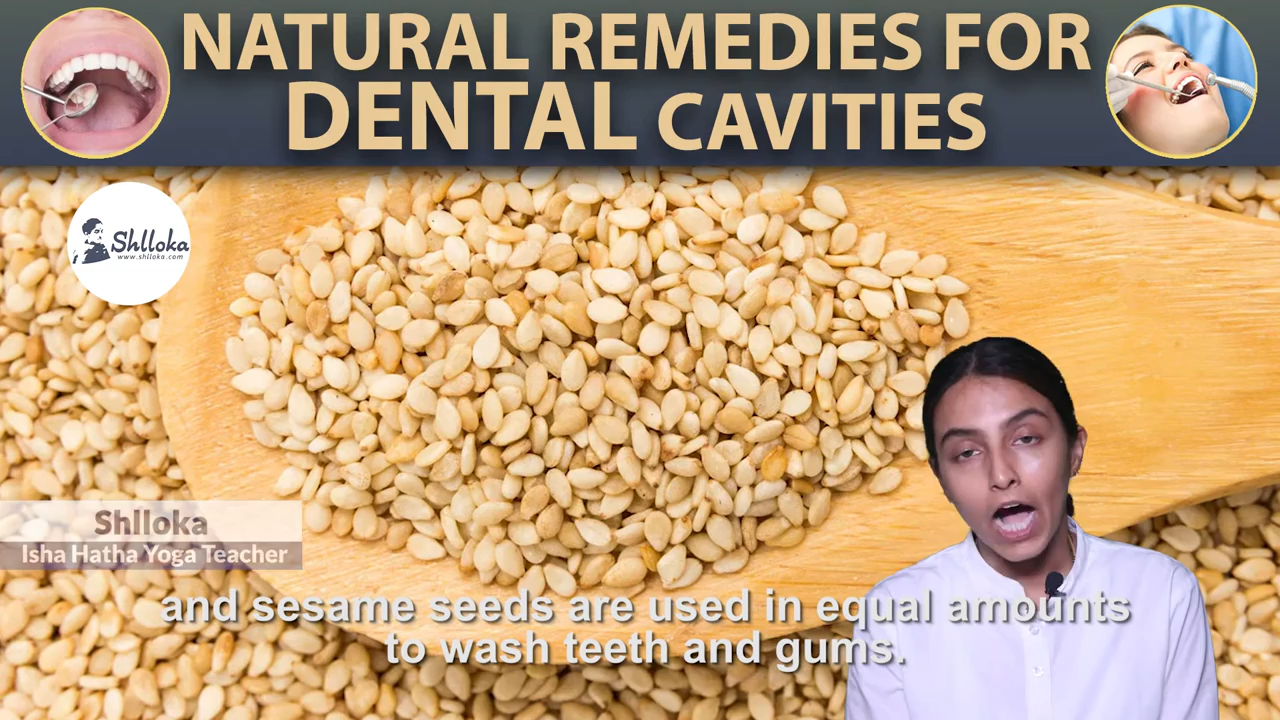 NATURAL REMEDIES FOR
DENTAL CAVITIES
Shlloka
www.shlloka.com
Shlloka
Isha Hatha Yoga Teacher
and sesame seeds are used in equal amounts
to wash teeth and gums.